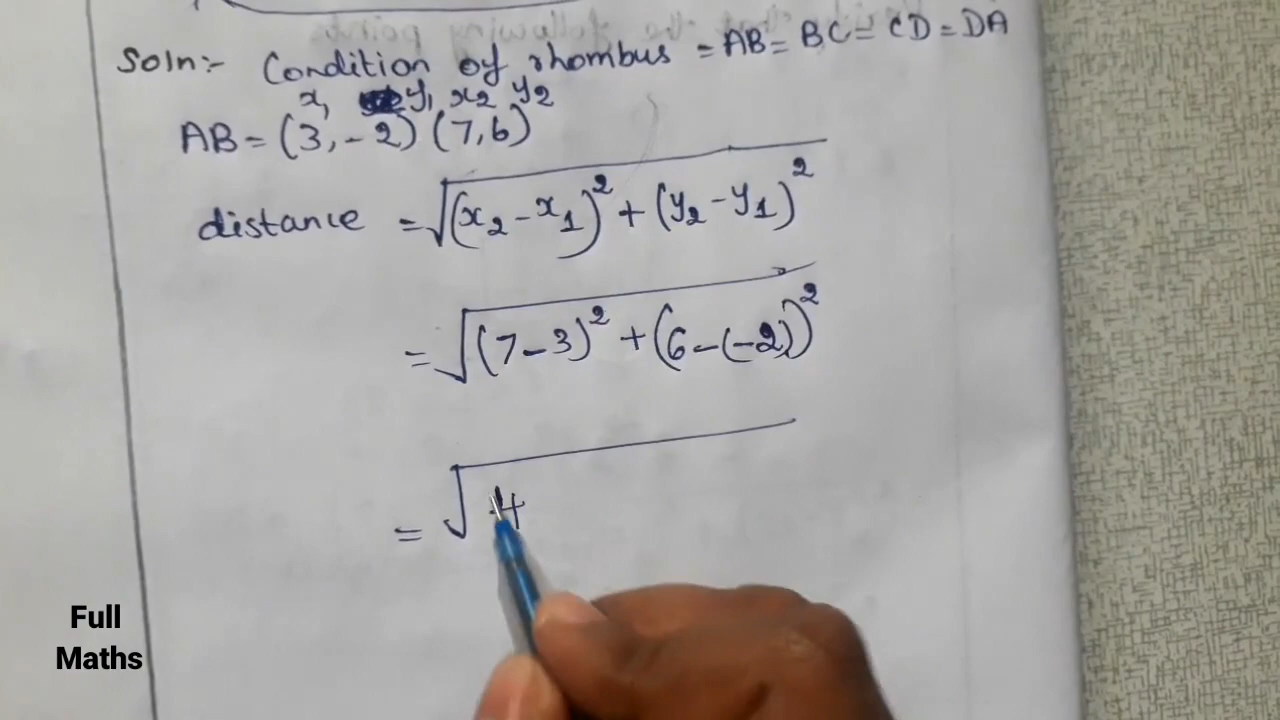 Soln:- Condition of rhombus = AB = BC = CD = DA
x₁ y₁ x₂ y₂
AB = (3, -2) (7, 6)
distance = √(x₂ - x₁)² + (y₂ - y₁)²
= √(7 - 3)² + (6 - (-2))²
= √4
Full
Maths